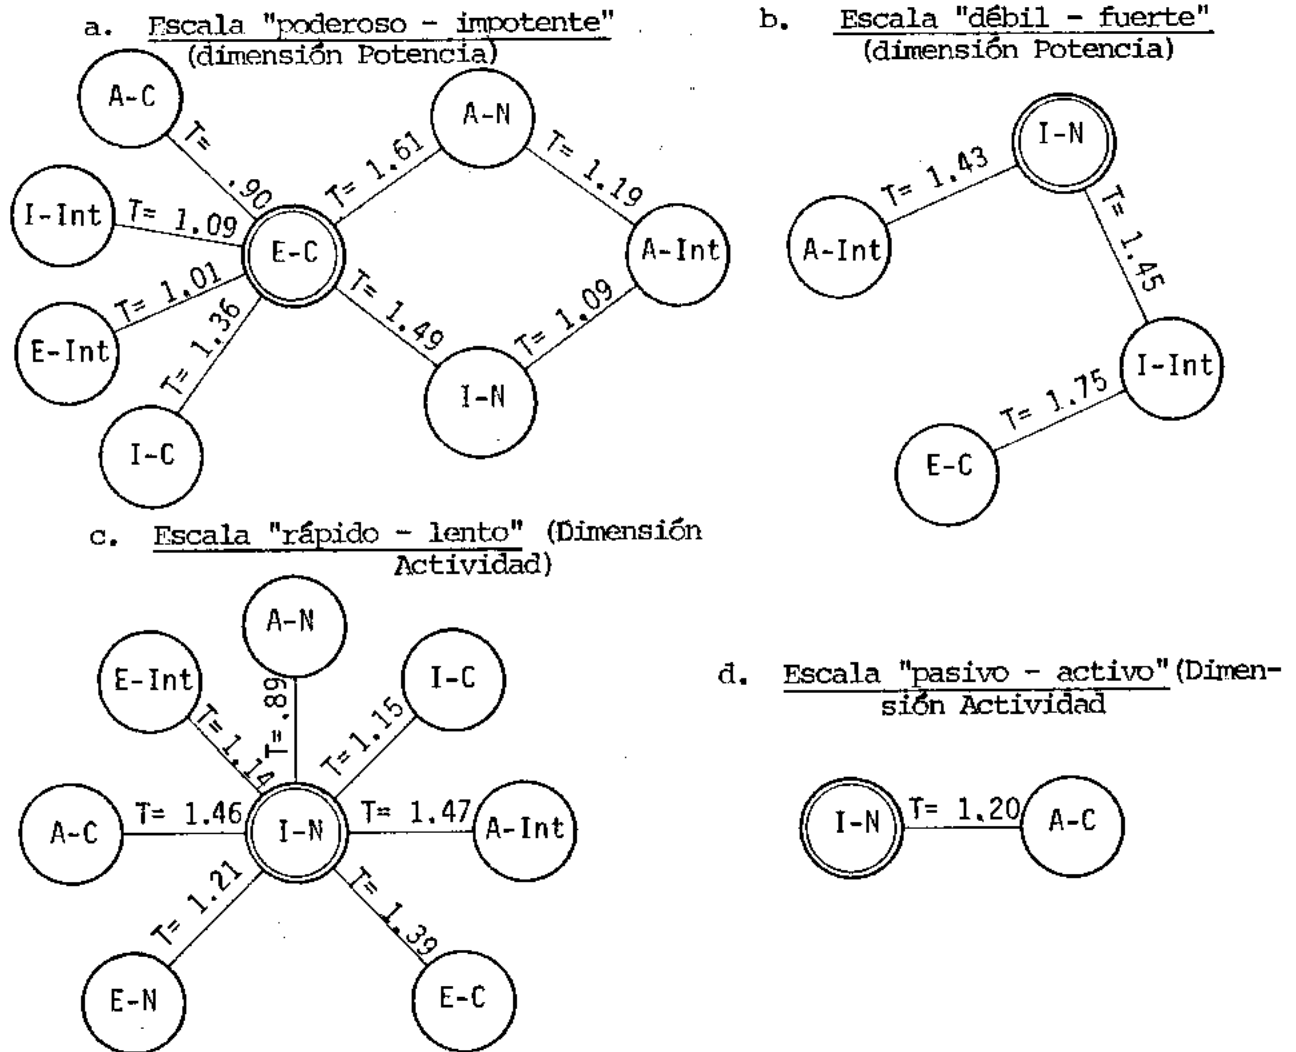 a. Escala "poderoso - impotente"
(dimensión Potencia)
A-C
T= .90
I-Int
T= 1.09
E-Int
T= 1.01
I-C
T= 1.36
E-C
T= 1.61
A-N
T= 1.19
A-Int
T= 1.49
I-N
T= 1.09
b. Escala "débil - fuerte"
(dimensión Potencia)
I-N
T= 1.43
A-Int
T= 1.45
I-Int
T= 1.75
E-C
c. Escala "rápido - lento" (Dimensión
Actividad)
A-N
T= .89
E-Int
T= 1.14
I-C
T= 1.15
A-C
T= 1.46
I-N
T= 1.47
A-Int
T= 1.21
E-N
T= 1.39
E-C
d. Escala "pasivo - activo" (Dimen-
sión Actividad
I-N
T= 1.20
A-C